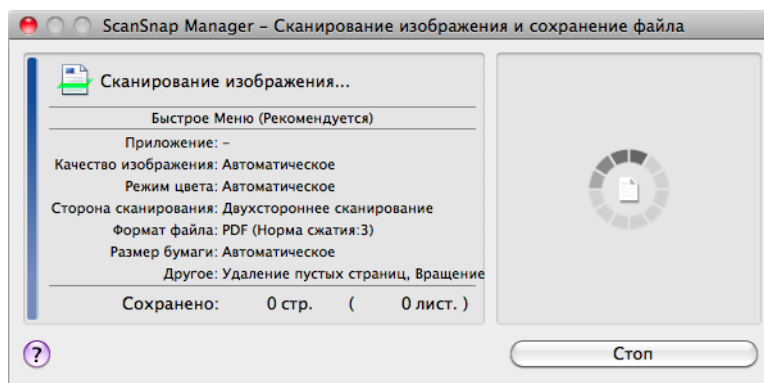 ScanSnap Manager – Сканирование изображения и сохранение файла
Сканирование изображения...
Быстрое Меню (Рекомендуется)
Приложение: –
Качество изображения: Автоматическое
Режим цвета: Автоматическое
Сторона сканирования: Двухстороннее сканирование
Формат файла: PDF (Норма сжатия:3)
Размер бумаги: Автоматическое
Другое: Удаление пустых страниц, Вращение
Сохранено: 0 стр. ( 0 лист. )
?
Стоп